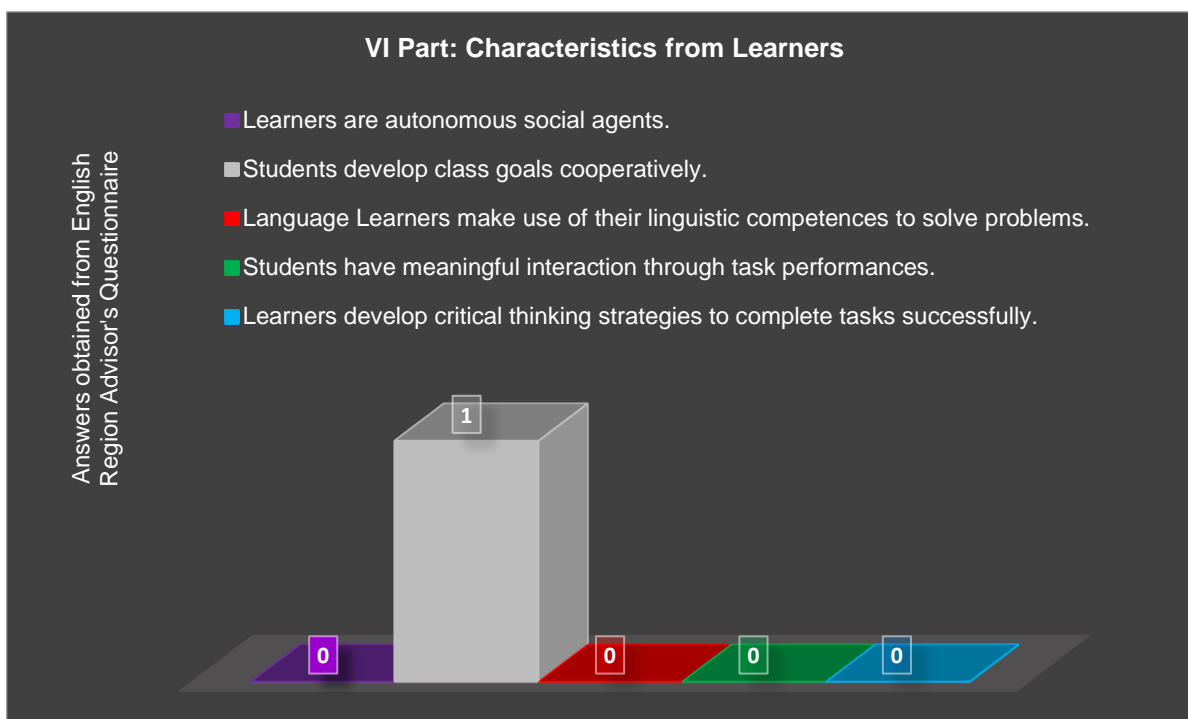 VI Part: Characteristics from Learners
Learners are autonomous social agents.
Students develop class goals cooperatively.
Language Learners make use of their linguistic competences to solve problems.
Students have meaningful interaction through task performances.
Learners develop critical thinking strategies to complete tasks successfully.
Answers obtained from English
Region Advisor's Questionnaire
1
0
0
0
0